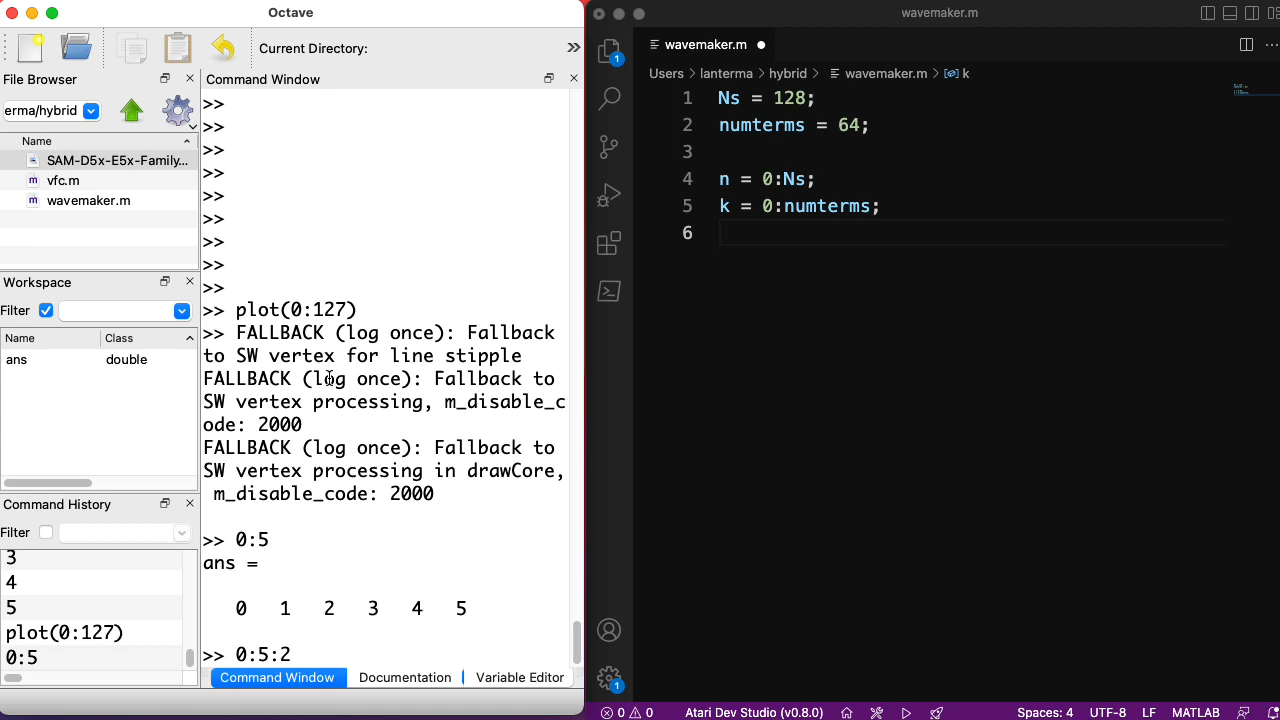 Octave
Current Directory:
»
File Browser
erma/hybrid
Name
SAM-D5x-E5x-Family...
vfc.m
wavemaker.m
Workspace
Filter
Name Class
ans double
Command History
Filter
3
4
5
plot(0:127)
0:5
Command Window
>>
>>
>>
>>
>>
>>
>>
>>
>>
>> plot(0:127)
>> FALLBACK (log once): Fallback
to SW vertex for line stipple
FALLBACK (log once): Fallback to
SW vertex processing, m_disable_c
ode: 2000
FALLBACK (log once): Fallback to
SW vertex processing in drawCore,
m_disable_code: 2000
>> 0:5
ans =
0 1 2 3 4 5
>> 0:5:2
Command Window Documentation Variable Editor
wavemaker.m
wavemaker.m
Users > lanterma > hybrid > wavemaker.m > k
1 Ns = 128;
2 numterms = 64;
3
4 n = 0:Ns;
5 k = 0:numterms;
6
1
1
0 0 Atari Dev Studio (v0.8.0) Spaces: 4 UTF-8 LF MATLAB